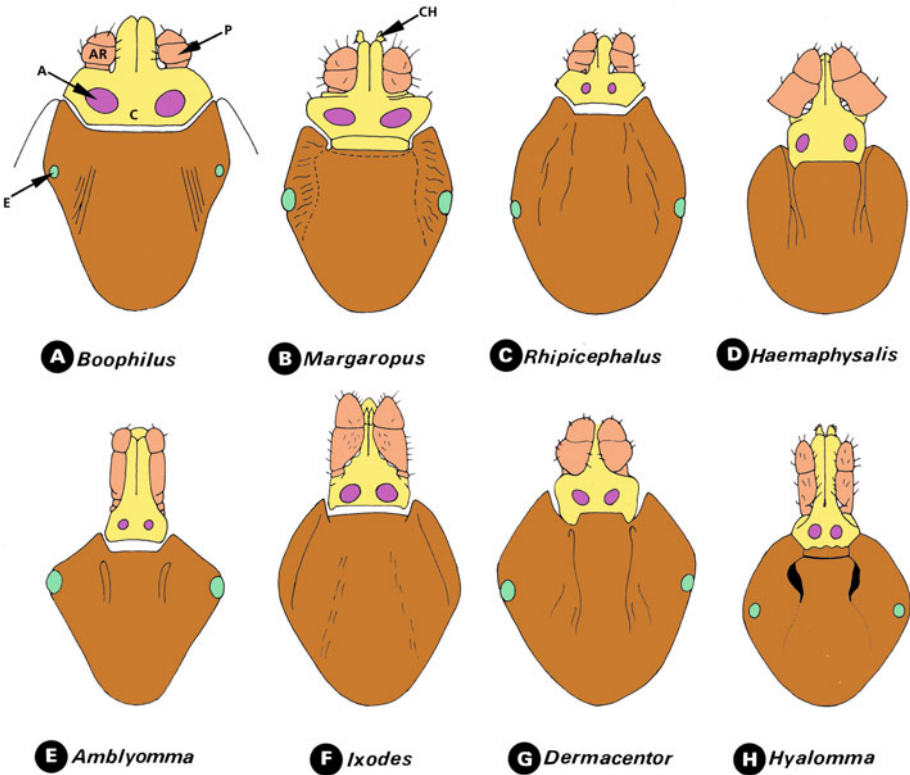 CH
AR
P
A
C
E
A Boophilus
B Margaropus
C Rhipicephalus
D Haemaphysalis
E Amblyomma
F Ixodes
G Dermacentor
H Hyalomma